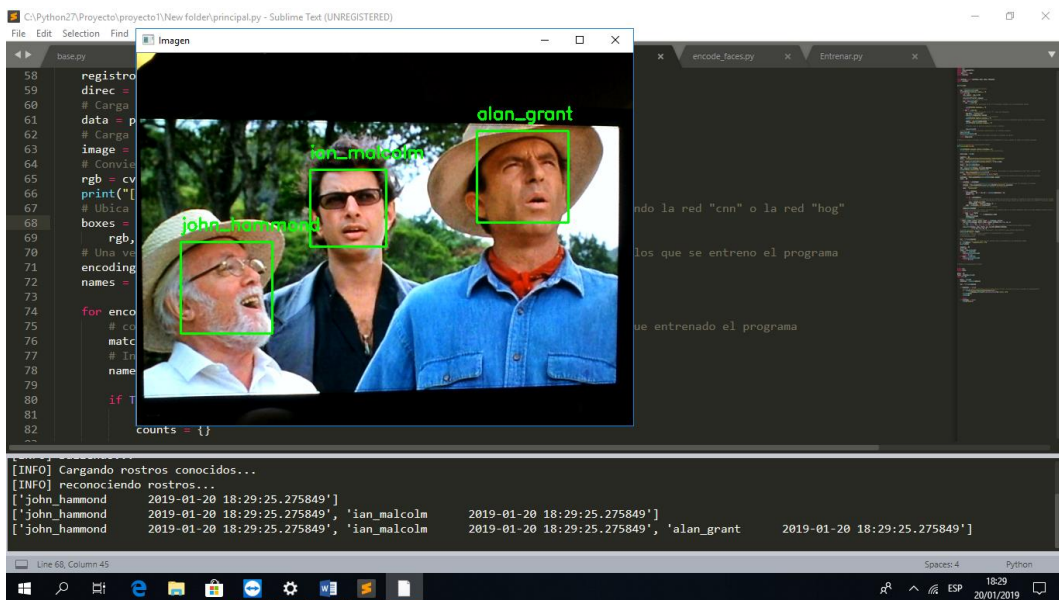 C:\Python27\Proyecto\proyecto1\New folder\principal.py - Sublime Text (UNREGISTERED)
File Edit Selection Find
Imagen
base.py
encode_faces.py
Entrenar.py
58 registro
59 direc =
60 # Carga
61 data = p
62 # Carga
63 image =
64 # Convie
65 rgb = cv
66 print("[
67 # Ubica ndo la red "cnn" o la red "hog"
68 boxes =
69 rgb,
70 # Una ve los que se entreno el programa
71 encoding
72 names =
73
74 for enco
75 # co ue entrenado el programa
76 matc
77 # In
78 name
79
80 if T
81
82 counts = {}
alan_grant
ian_malcolm
john_hammond
[INFO] Cargando rostros conocidos...
[INFO] reconociendo rostros...
['john_hammond 2019-01-20 18:29:25.275849']
['john_hammond 2019-01-20 18:29:25.275849', 'ian_malcolm 2019-01-20 18:29:25.275849']
['john_hammond 2019-01-20 18:29:25.275849', 'ian_malcolm 2019-01-20 18:29:25.275849', 'alan_grant 2019-01-20 18:29:25.275849']
Line 68, Column 45
Spaces: 4 Python
ESP
18:29
20/01/2019